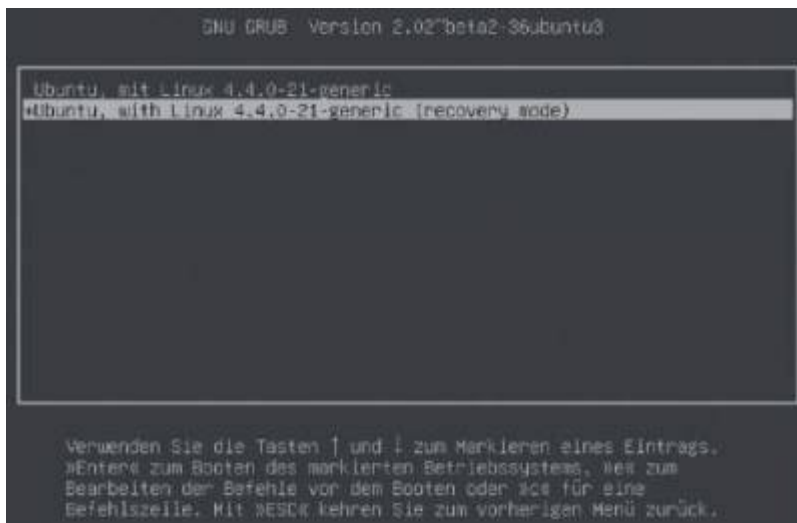 GNU GRUB Version 2.02~beta2-36ubuntu3
Ubuntu, mit Linux 4.4.0-21-generic
*Ubuntu, with Linux 4.4.0-21-generic (recovery mode)
Verwenden Sie die Tasten ↑ und ↓ zum Markieren eines Eintrags.
»Enter« zum Booten des markierten Betriebssystems, »e« zum
Bearbeiten der Befehle vor dem Booten oder »c« für eine
Befehlszeile. Mit »ESC« kehren Sie zum vorherigen Menü zurück.